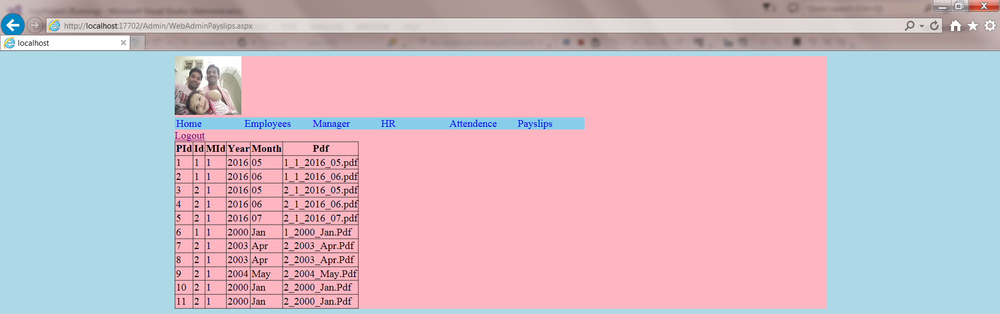 http://localhost:17702/Admin/WebAdminPayslips.aspx
localhost
Home Employees Manager HR Attendence Payslips
Logout
PId Id MId Year Month Pdf
1 1 1 2016 05 1_1_2016_05.pdf
2 1 1 2016 06 1_1_2016_06.pdf
3 2 1 2016 05 2_1_2016_05.pdf
4 2 1 2016 06 2_1_2016_06.pdf
5 2 1 2016 07 2_1_2016_07.pdf
6 1 1 2000 Jan 1_2000_Jan.Pdf
7 2 1 2003 Apr 2_2003_Apr.Pdf
8 2 1 2003 Apr 2_2003_Apr.Pdf
9 2 1 2004 May 2_2004_May.Pdf
10 2 1 2000 Jan 2_2000_Jan.Pdf
11 2 1 2000 Jan 2_2000_Jan.Pdf